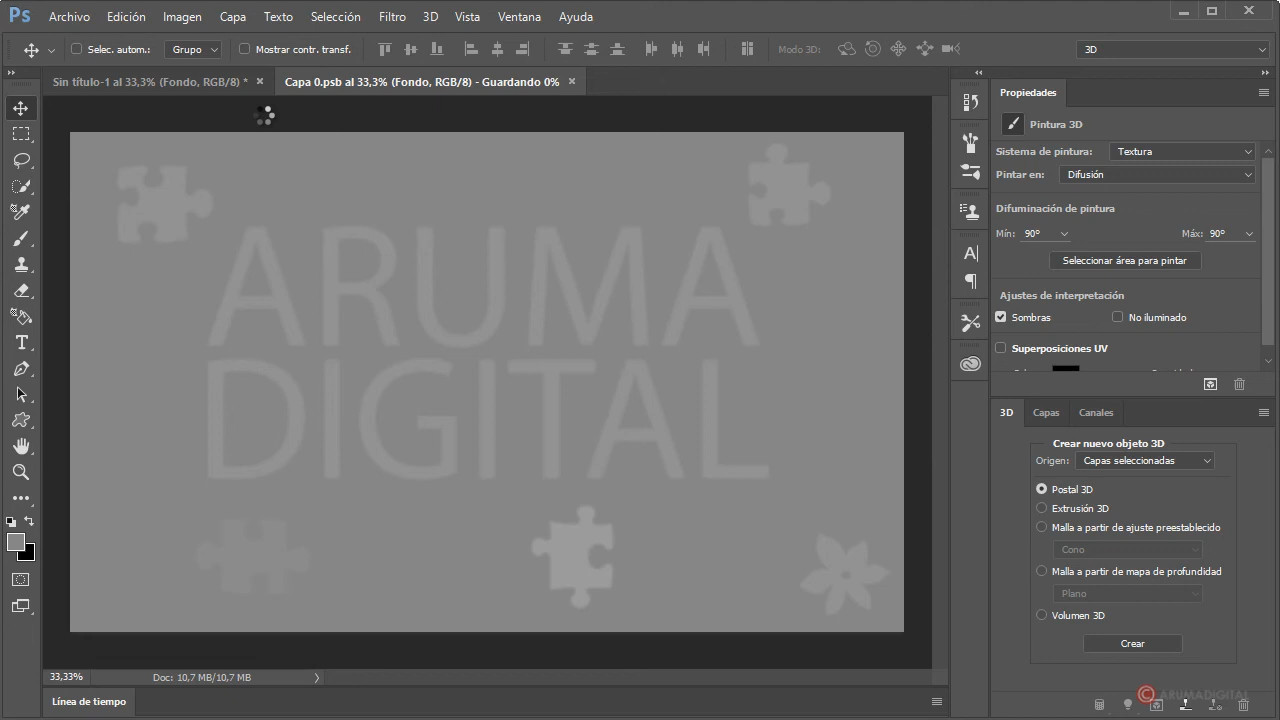 Ps Archivo Edición Imagen Capa Texto Selección Filtro 3D Vista Ventana Ayuda
Selec. autom.: Grupo Mostrar contr. transf. Modo 3D: 3D
Sin título-1 al 33,3% (Fondo, RGB/8) * × Capa 0.psb al 33,3% (Fondo, RGB/8) - Guardando 0% ×
Propiedades
Pintura 3D
Sistema de pintura: Textura
Pintar en: Difusión
Difuminación de pintura
Mín: 90º Máx: 90º
Seleccionar área para pintar
Ajustes de interpretación
Sombras No iluminado
Superposiciones UV
ARUMA
DIGITAL
3D Capas Canales
Crear nuevo objeto 3D
Origen: Capas seleccionadas
Postal 3D
Extrusión 3D
Malla a partir de ajuste preestablecido
Cono
Malla a partir de mapa de profundidad
Plano
Volumen 3D
Crear
33,33% Doc: 10,7 MB/10,7 MB
Línea de tiempo
© ARUMADIGITAL